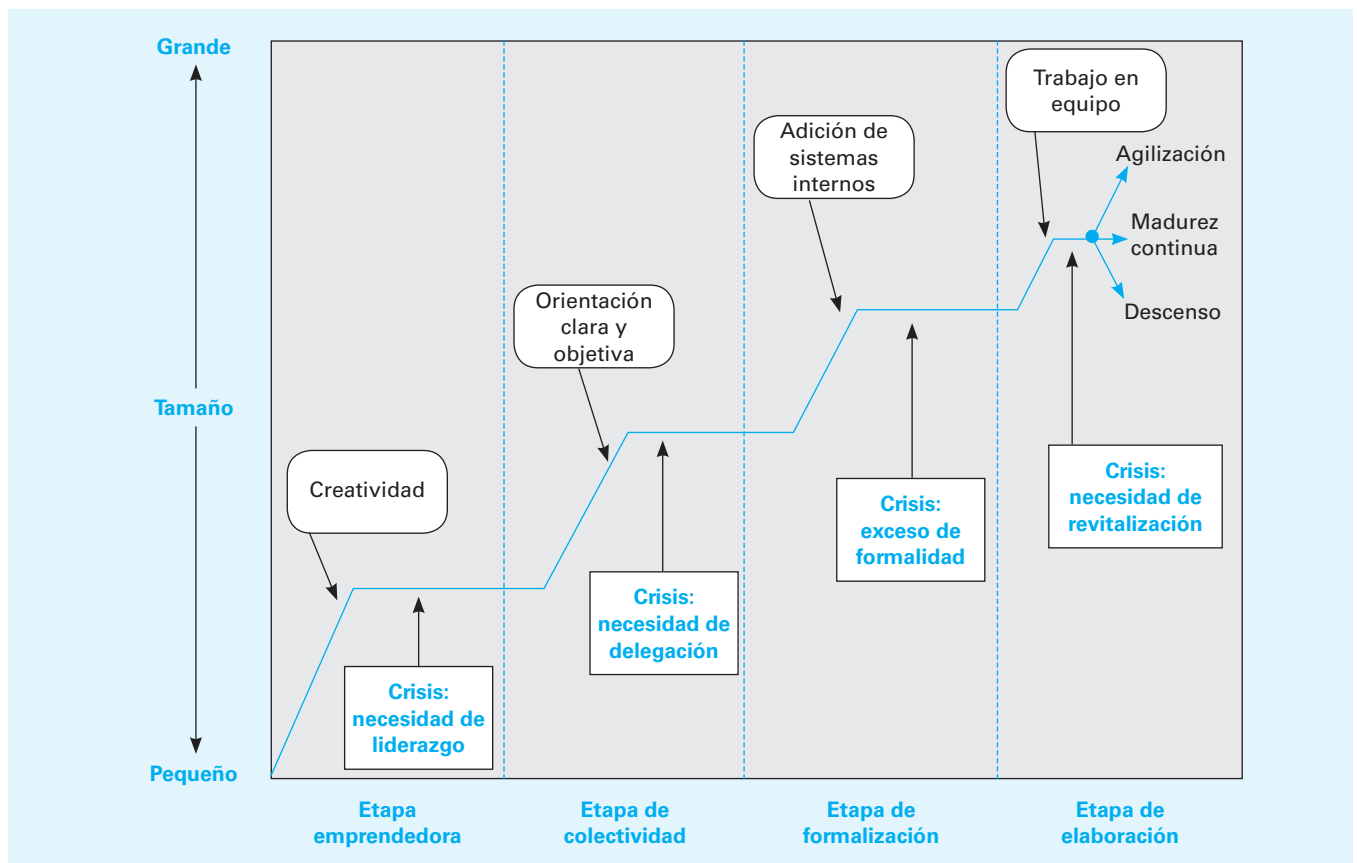 Grande
Tamaño
Pequeño
Creatividad
Crisis:
necesidad de
liderazgo
Orientación
clara y
objetiva
Crisis:
necesidad de
delegación
Adición de
sistemas
internos
Crisis:
exceso de
formalidad
Trabajo en
equipo
Agilización
Madurez
continua
Descenso
Crisis:
necesidad de
revitalización
Etapa
emprendedora
Etapa de
colectividad
Etapa de
formalización
Etapa de
elaboración